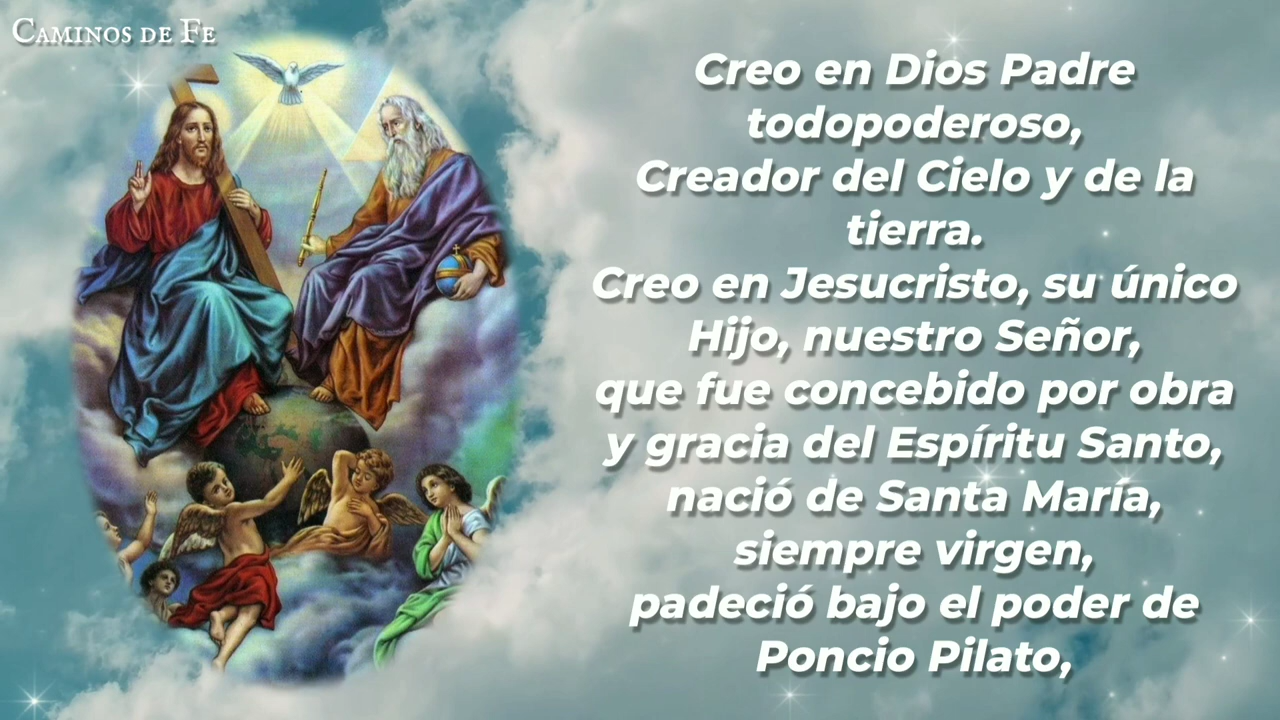 Caminos de Fe
Creo en Dios Padre
todopoderoso,
Creador del Cielo y de la
tierra.
Creo en Jesucristo, su único
Hijo, nuestro Señor,
que fue concebido por obra
y gracia del Espíritu Santo,
nació de Santa María,
siempre virgen,
padeció bajo el poder de
Poncio Pilato,